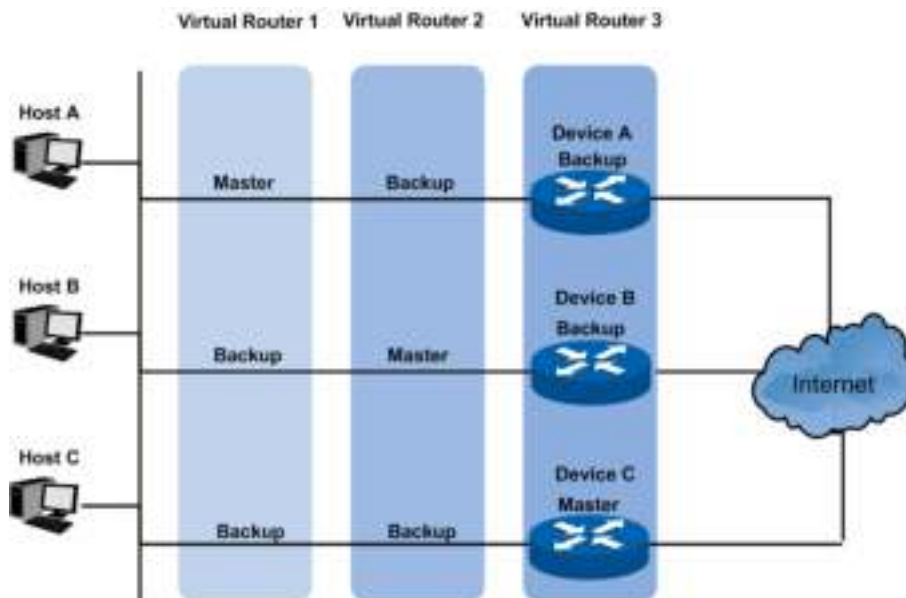 Virtual Router 1 Virtual Router 2 Virtual Router 3
Host A
Device A
Backup
Master Backup
Host B
Device B
Backup
Backup Master
Internet
Host C
Device C
Master
Backup Backup